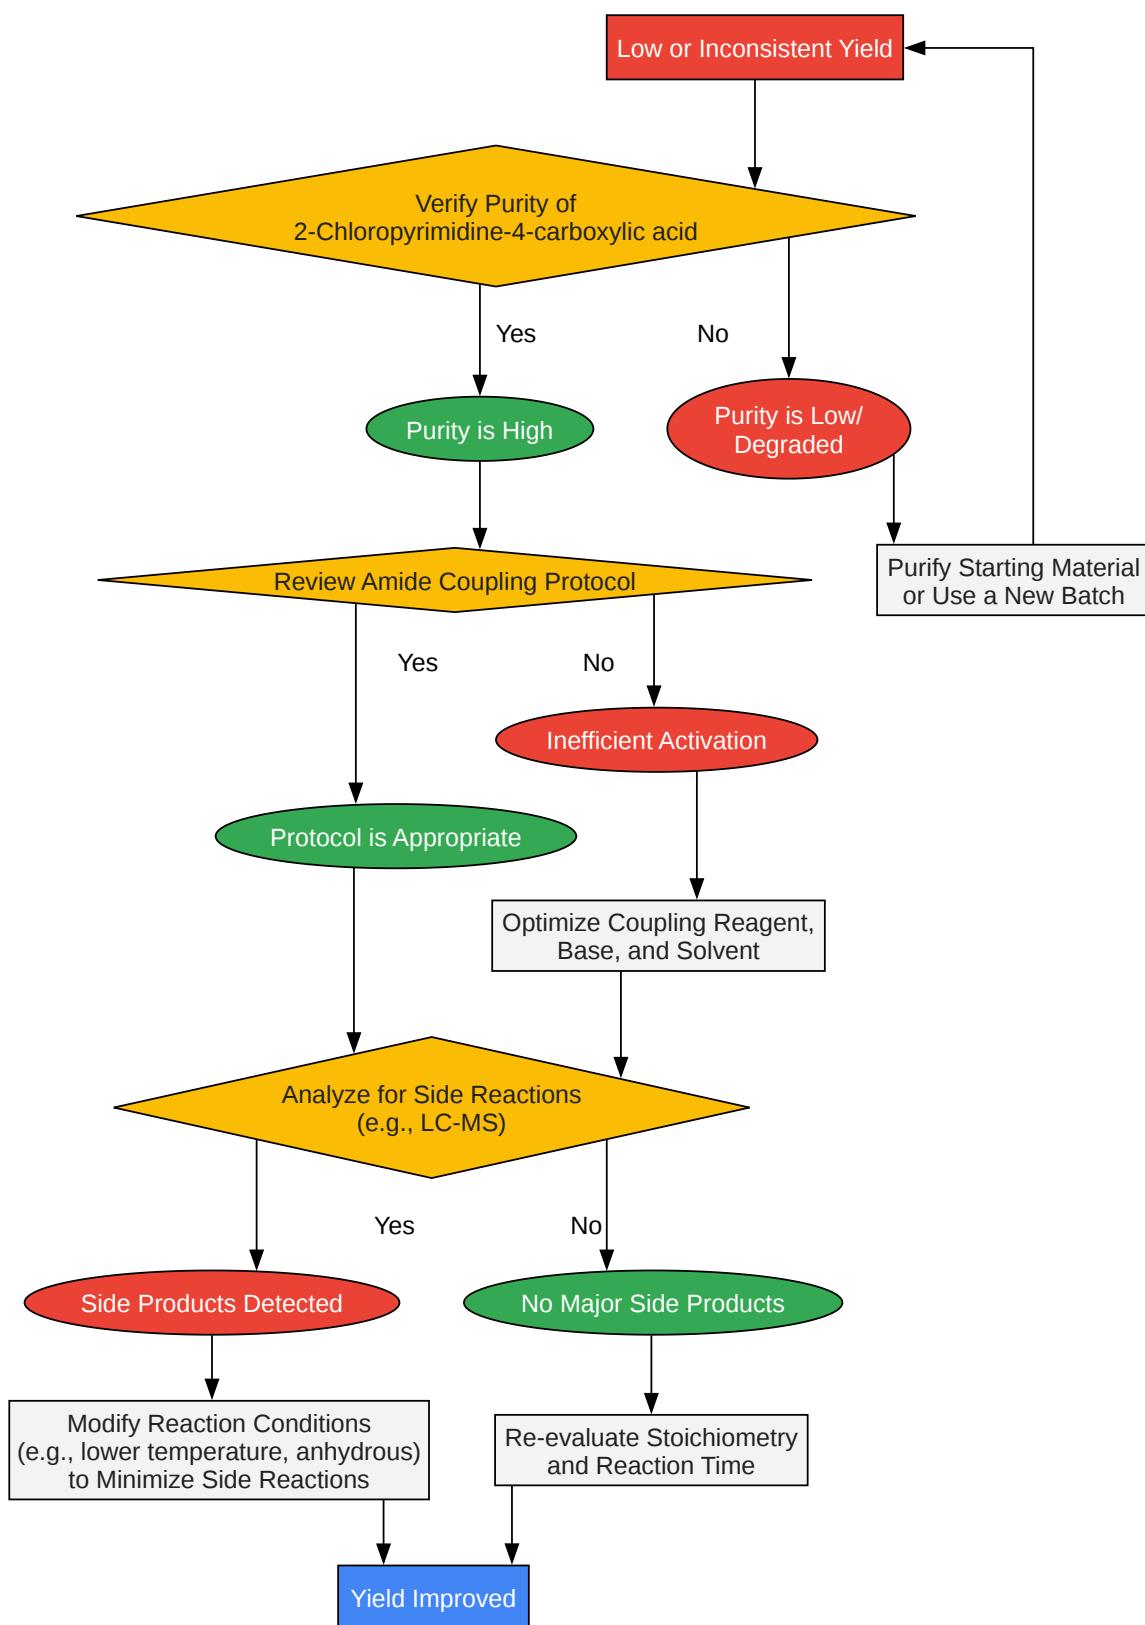 Low or Inconsistent Yield
Verify Purity of
2-Chloropyrimidine-4-carboxylic acid
Yes
No
Purity is High
Purity is Low/
Degraded
Purify Starting Material
or Use a New Batch
Review Amide Coupling Protocol
Yes
No
Inefficient Activation
Protocol is Appropriate
Optimize Coupling Reagent,
Base, and Solvent
Analyze for Side Reactions
(e.g., LC-MS)
Yes
No
Side Products Detected
No Major Side Products
Modify Reaction Conditions
(e.g., lower temperature, anhydrous)
to Minimize Side Reactions
Re-evaluate Stoichiometry
and Reaction Time
Yield Improved